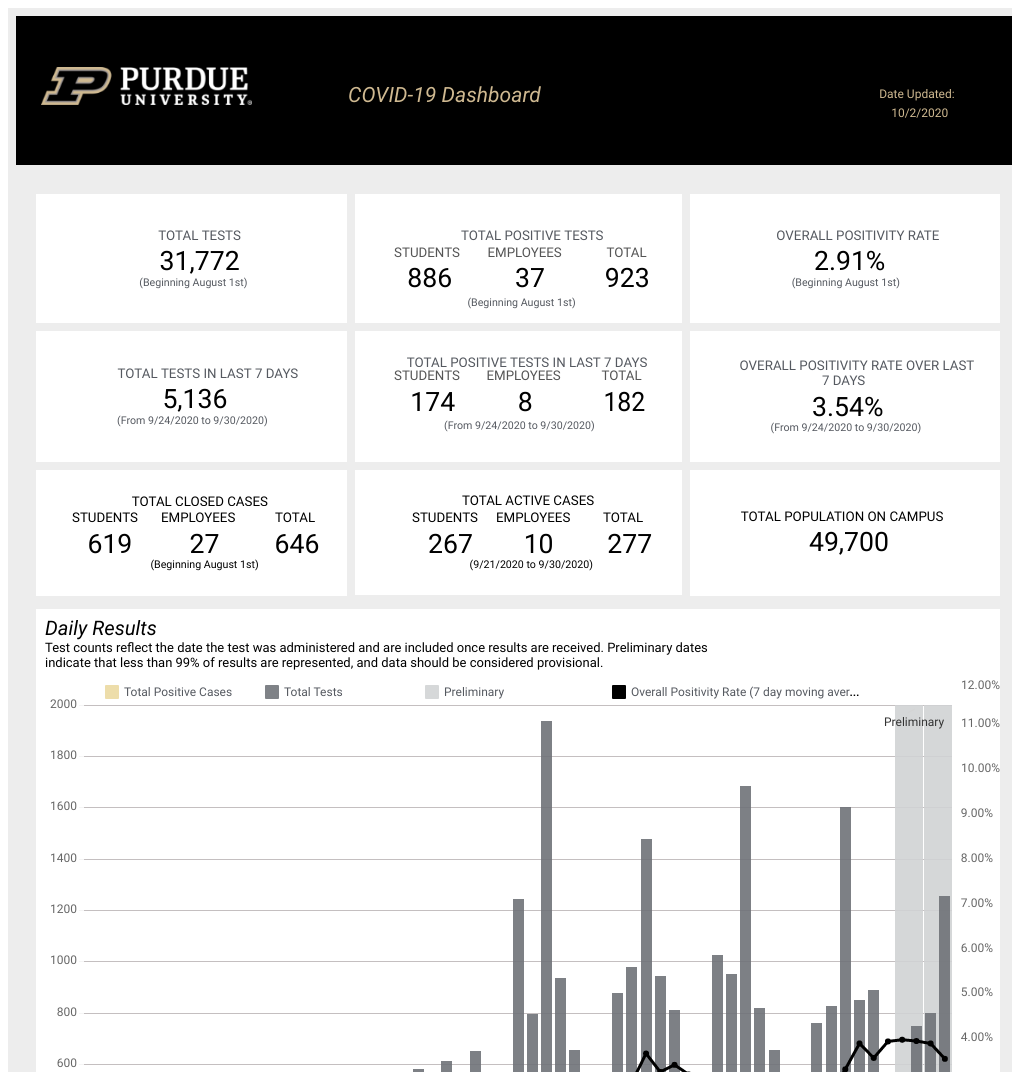 PURDUE
UNIVERSITY®
COVID-19 Dashboard
Date Updated:
10/2/2020
TOTAL TESTS
31,772
(Beginning August 1st)
TOTAL POSITIVE TESTS
STUDENTS EMPLOYEES TOTAL
886 37 923
(Beginning August 1st)
OVERALL POSITIVITY RATE
2.91%
(Beginning August 1st)
TOTAL TESTS IN LAST 7 DAYS
5,136
(From 9/24/2020 to 9/30/2020)
TOTAL POSITIVE TESTS IN LAST 7 DAYS
STUDENTS EMPLOYEES TOTAL
174 8 182
(From 9/24/2020 to 9/30/2020)
OVERALL POSITIVITY RATE OVER LAST
7 DAYS
3.54%
(From 9/24/2020 to 9/30/2020)
TOTAL CLOSED CASES
STUDENTS EMPLOYEES TOTAL
619 27 646
(Beginning August 1st)
TOTAL ACTIVE CASES
STUDENTS EMPLOYEES TOTAL
267 10 277
(9/21/2020 to 9/30/2020)
TOTAL POPULATION ON CAMPUS
49,700
Daily Results
Test counts reflect the date the test was administered and are included once results are received. Preliminary dates
indicate that less than 99% of results are represented, and data should be considered provisional.
Total Positive Cases Total Tests Preliminary Overall Positivity Rate (7 day moving aver...
12.00%
2000
Preliminary
11.00%
1800
10.00%
1600
9.00%
1400
8.00%
1200
7.00%
1000
6.00%
5.00%
800
4.00%
600